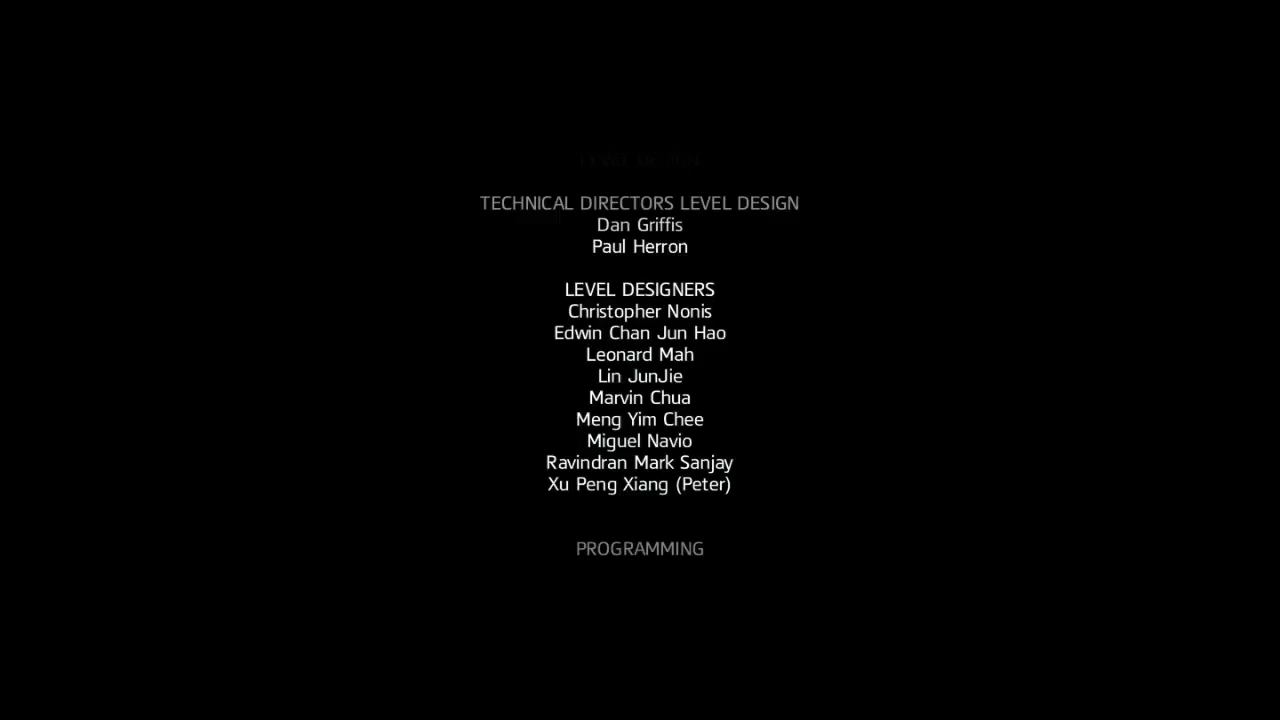 TECHNICAL DIRECTORS LEVEL DESIGN
Dan Griffis
Paul Herron
LEVEL DESIGNERS
Christopher Nonis
Edwin Chan Jun Hao
Leonard Mah
Lin JunJie
Marvin Chua
Meng Yim Chee
Miguel Navio
Ravindran Mark Sanjay
Xu Peng Xiang (Peter)
PROGRAMMING